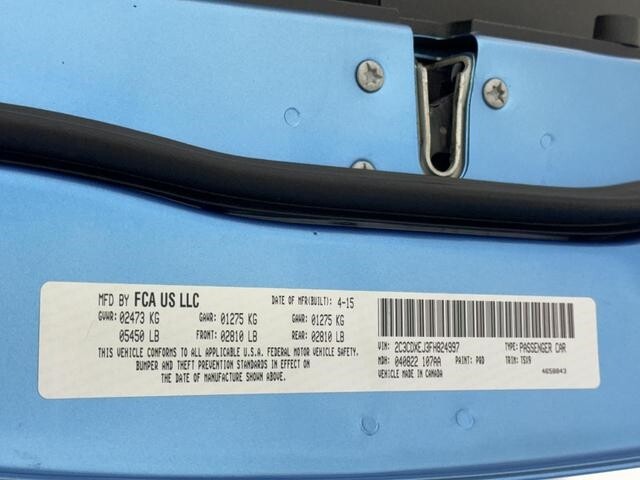 MFD BY FCA US LLC
DATE OF MFR(BUILT): 4-15
GVWR: 02473 KG GAWR: 01275 KG GAWR: 01275 KG
05450 LB FRONT: 02810 LB REAR: 02810 LB
THIS VEHICLE CONFORMS TO ALL APPLICABLE U.S.A. FEDERAL MOTOR VEHICLE SAFETY,
BUMPER AND THEFT PREVENTION STANDARDS IN EFFECT
ON THE DATE OF MANUFACTURE SHOWN ABOVE.
VIN: 2C3CDXEJ3FH824997 TYPE: PASSENGER CAR
MDH: 040822 107AA PAINT: PBD TRIM: TSX9
VEHICLE MADE IN CANADA 4658043